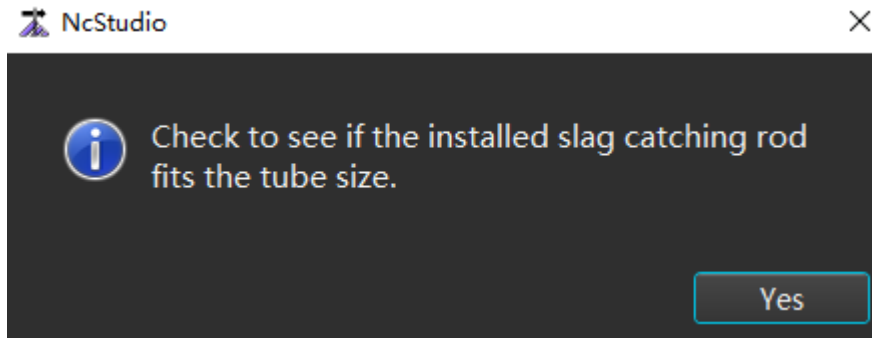 NcStudio
Check to see if the installed slag catching rod
fits the tube size.
Yes